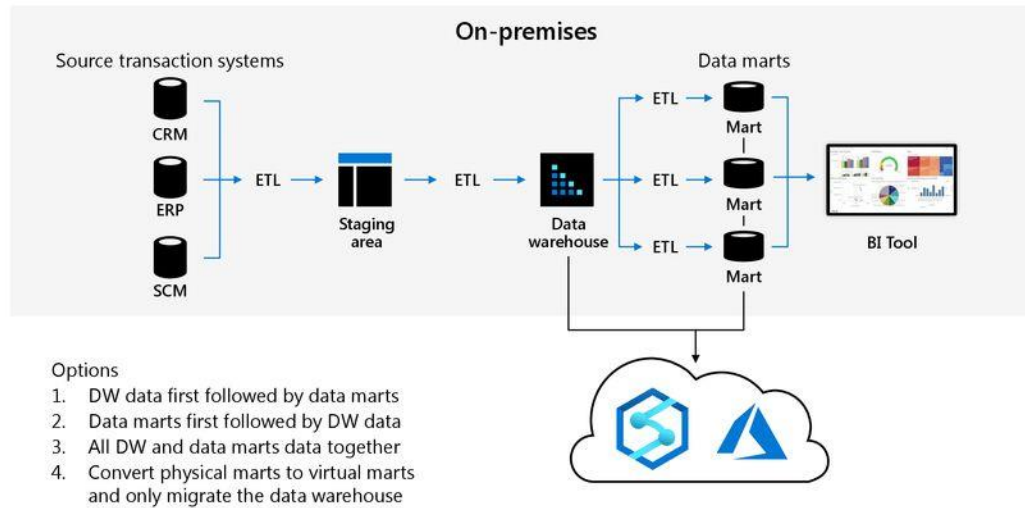 On-premises
Source transaction systems
Data marts
CRM
ERP
SCM
ETL
Staging
area
ETL
Data
warehouse
ETL
ETL
ETL
Mart
Mart
Mart
BI Tool
Options
1. DW data first followed by data marts
2. Data marts first followed by DW data
3. All DW and data marts data together
4. Convert physical marts to virtual marts
and only migrate the data warehouse